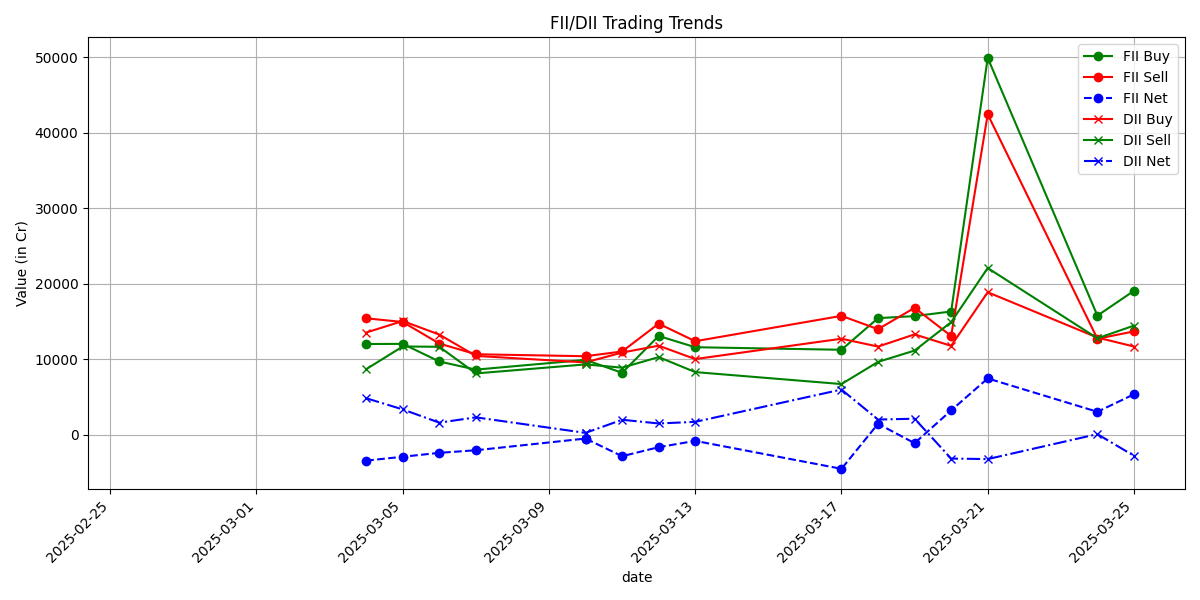 FII/DII Trading Trends
50000
40000
30000
20000
10000
0
Value (in Cr)
FII Buy
FII Sell
FII Net
DII Buy
DII Sell
DII Net
2025-02-25
2025-03-01
2025-03-05
2025-03-09
2025-03-13
2025-03-17
2025-03-21
2025-03-25
date